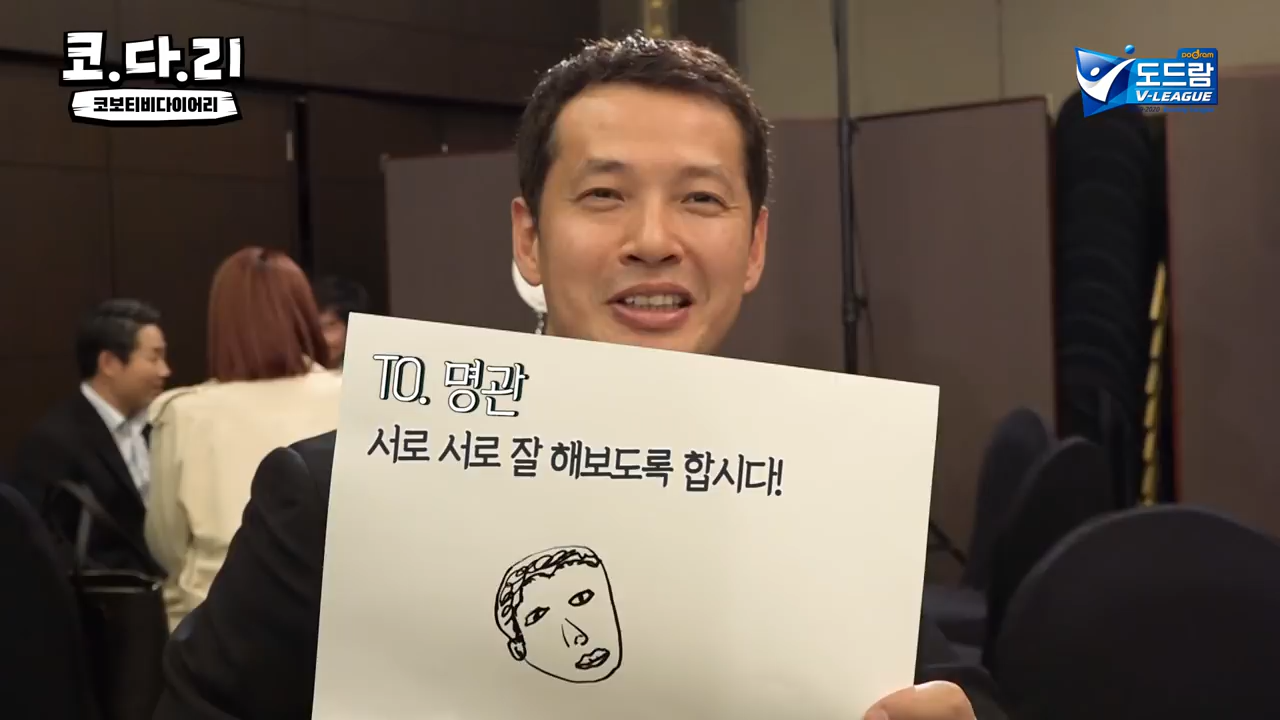 코.다.리
코보티비다이어리
dodram
도드람
V-LEAGUE
TO. 명관
서로 서로 잘 해보도록 합시다!